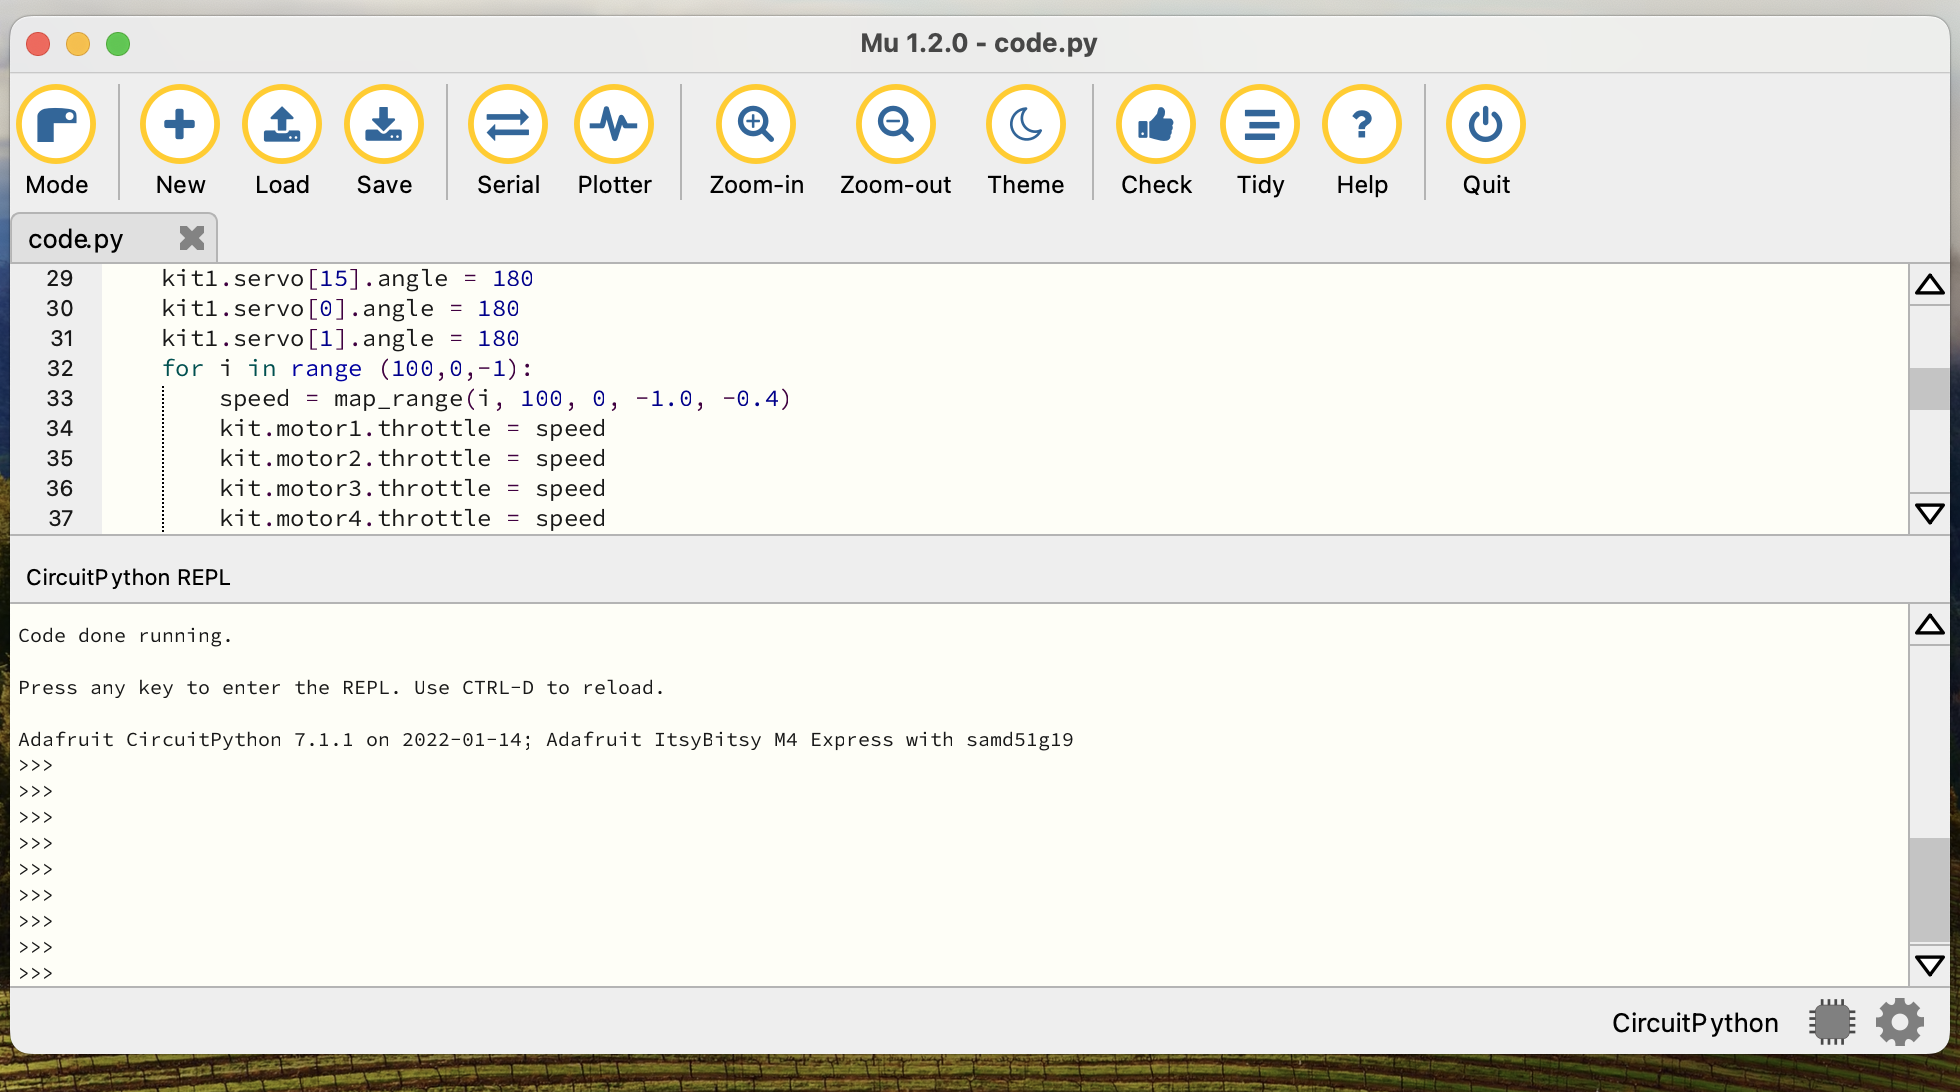 Mu 1.2.0 - code.py
Mode New Load Save Serial Plotter Zoom-in Zoom-out Theme Check Tidy Help Quit
code.py
29 kit1.servo[15].angle = 180
30 kit1.servo[0].angle = 180
31 kit1.servo[1].angle = 180
32 for i in range (100,0,-1):
33 speed = map_range(i, 100, 0, -1.0, -0.4)
34 kit.motor1.throttle = speed
35 kit.motor2.throttle = speed
36 kit.motor3.throttle = speed
37 kit.motor4.throttle = speed
CircuitPython REPL
Code done running.
Press any key to enter the REPL. Use CTRL-D to reload.
Adafruit CircuitPython 7.1.1 on 2022-01-14; Adafruit ItsyBitsy M4 Express with samd51g19
>>>
>>>
>>>
>>>
>>>
>>>
>>>
>>>
>>>
CircuitPython